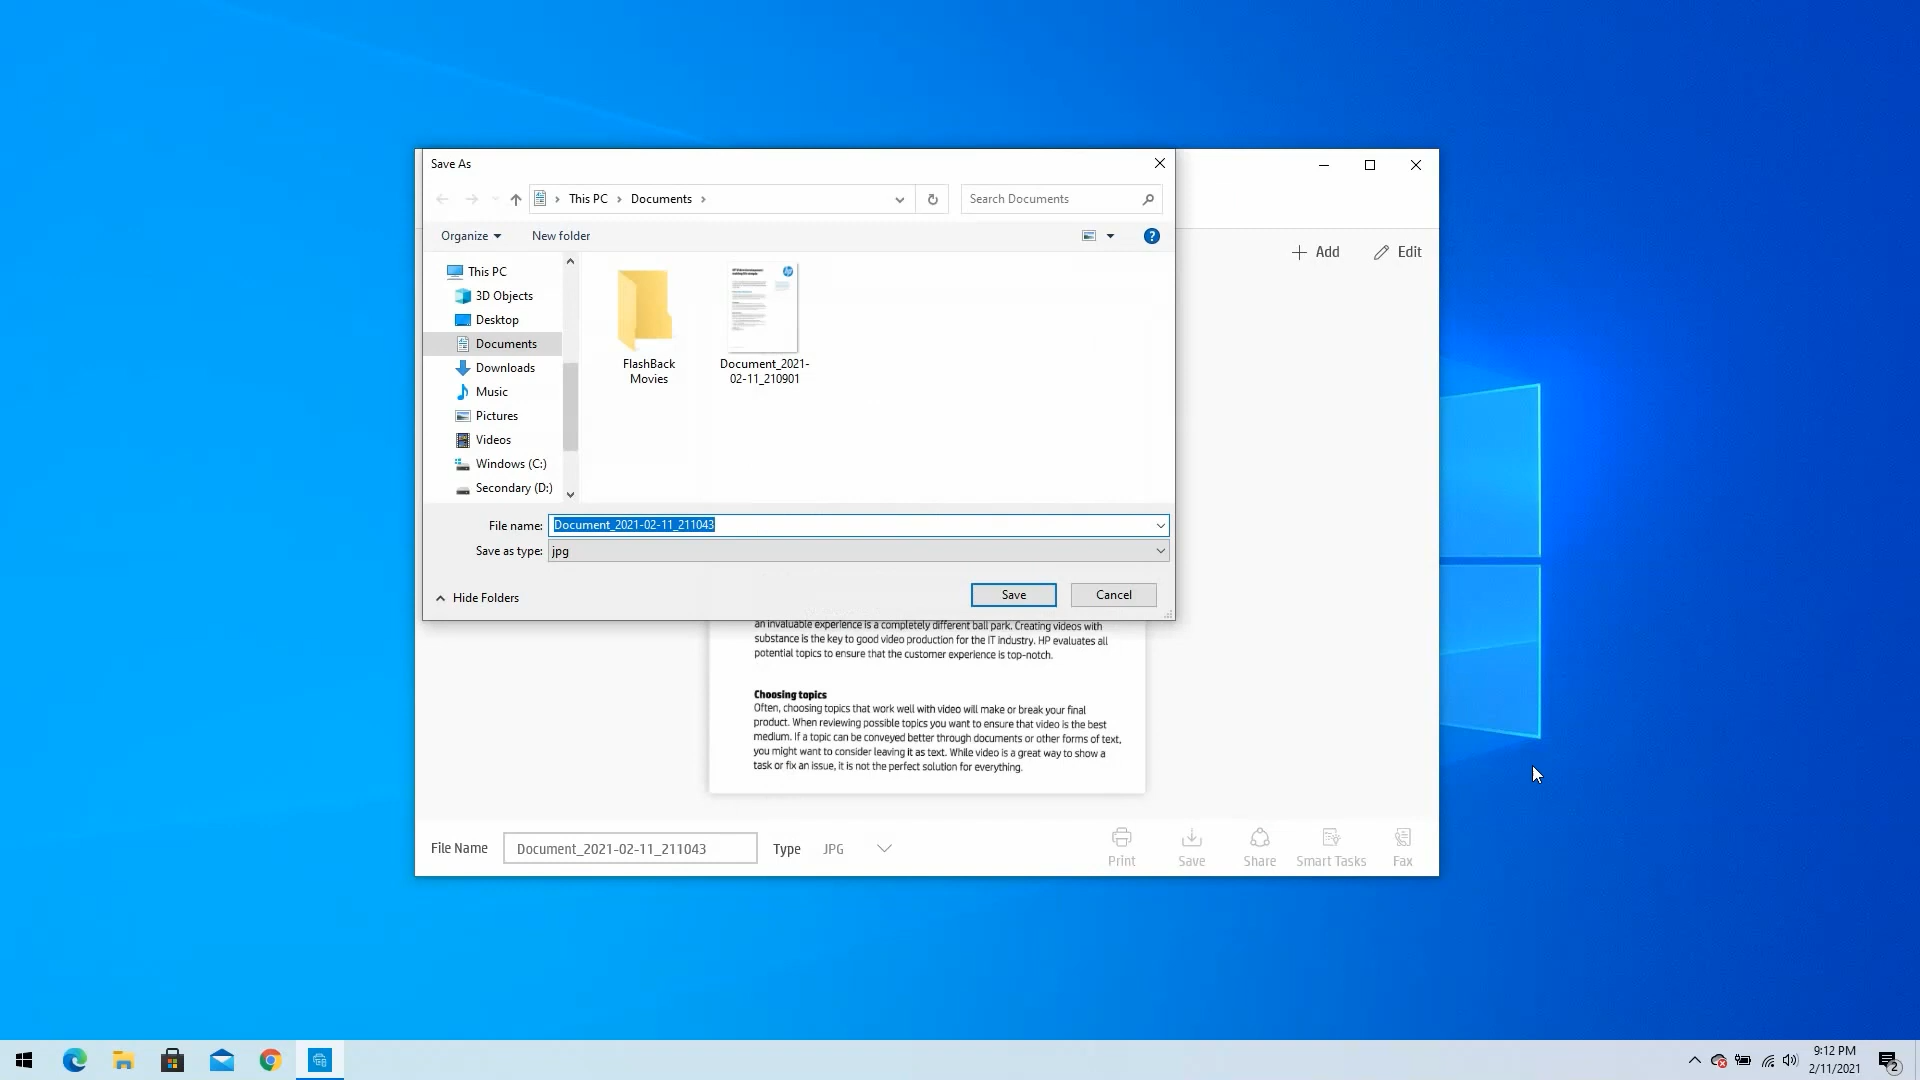 Save As
This PC
Documents
Search Documents
Organize
New folder
?
Add
Edit
This PC
3D Objects
Desktop
Documents
Downloads
Music
Pictures
Videos
Windows (C:)
Secondary (D:)
FlashBack
Movies
Document_2021-
02-11_210901
File name:
Document_2021-02-11_211043
Save as type:
jpg
Hide Folders
Save
Cancel
an invaluable experience is a completely different ball park. Creating videos with
substance is the key to good video production for the IT industry. HP evaluates all
potential topics to ensure that the customer experience is top-notch.
Choosing topics
Often, choosing topics that work well with video will make or break your final
product. When reviewing possible topics you want to ensure that video is the best
medium. If a topic can be conveyed better through documents or other forms of text,
you might want to consider leaving it as text. While video is a great way to show a
task or fix an issue, it is not the perfect solution for everything.
File Name
Document_2021-02-11_211043
Type
JPG
Print
Save
Share
Smart Tasks
Fax
9:12 PM
2/11/2021
2